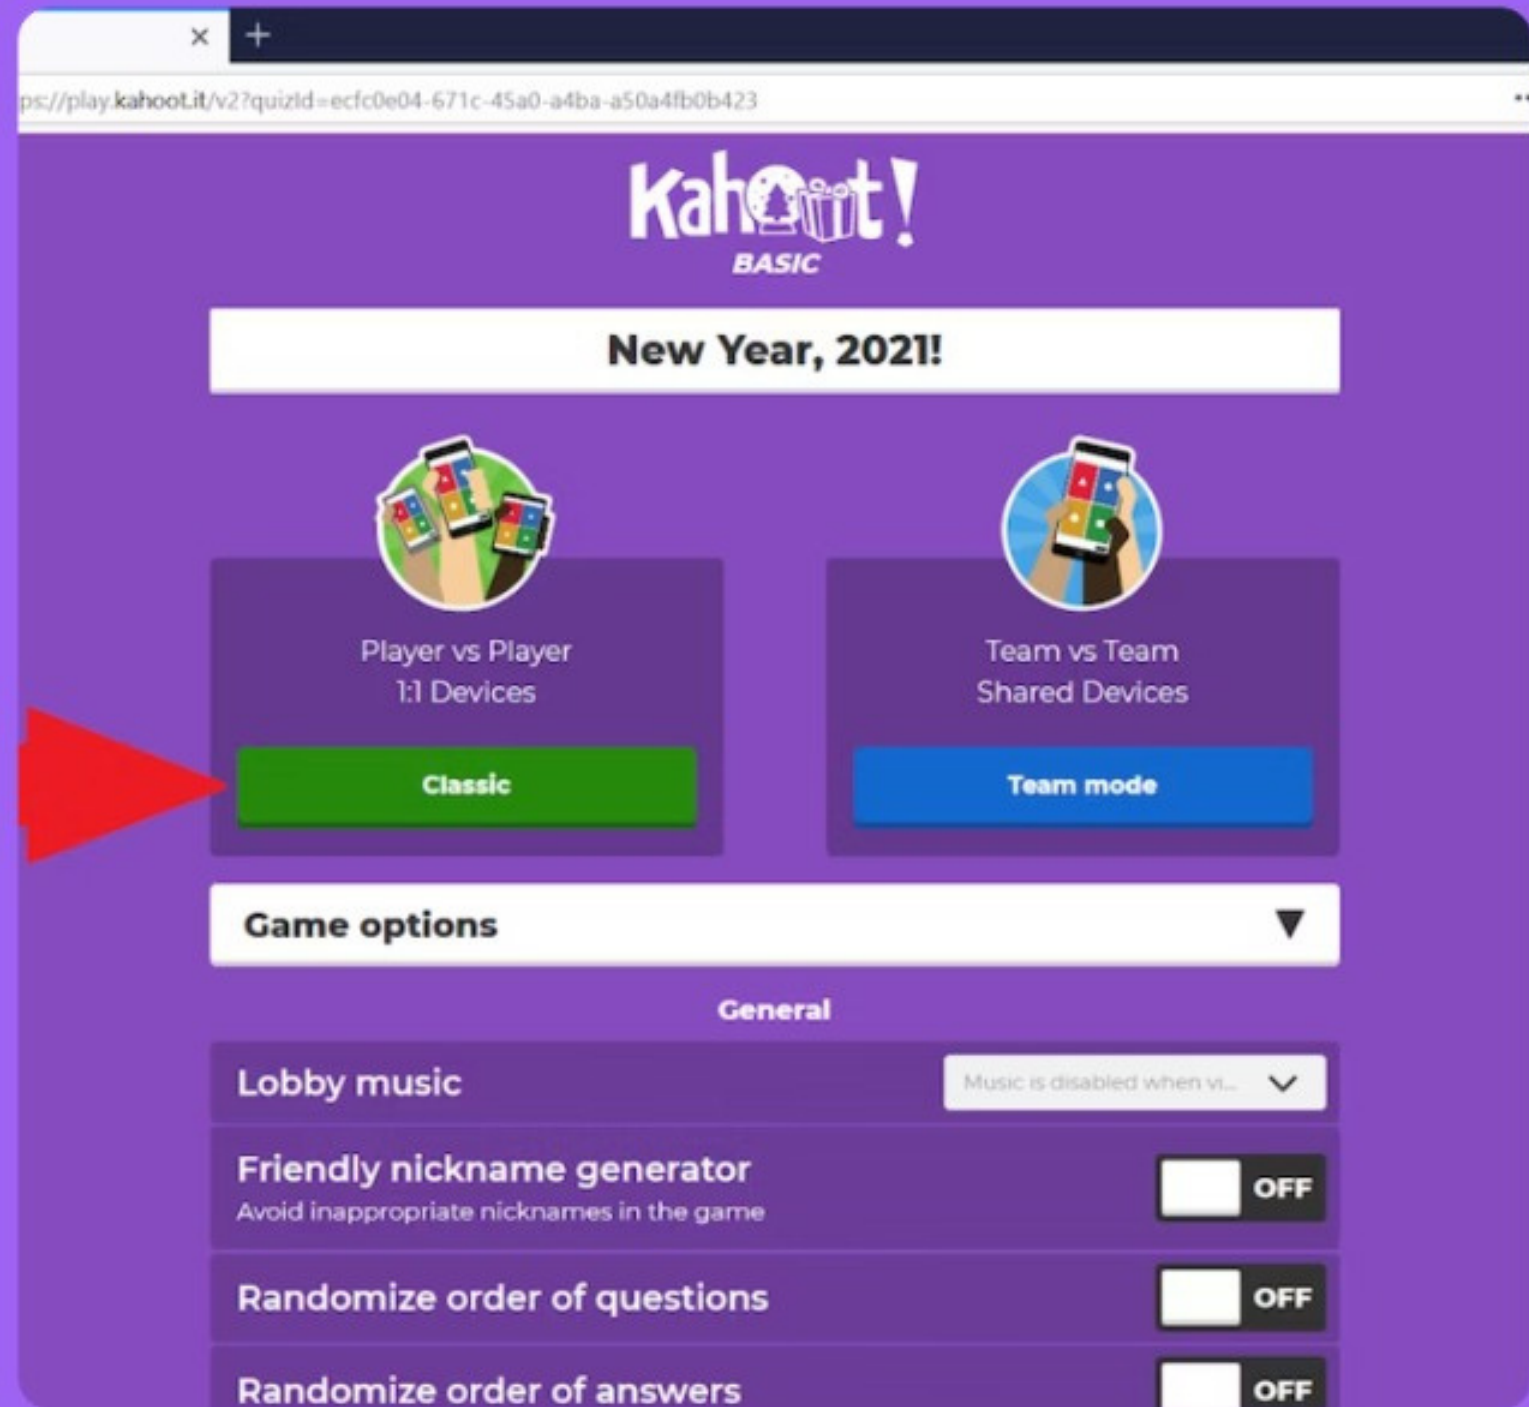 ps://play.kahoot.it/v2?quizId=ecfc0e04-671c-45a0-a4ba-a50a4fb0b423
Kahoot!
BASIC
New Year, 2021!
Player vs Player
1:1 Devices
Classic
Team vs Team
Shared Devices
Team mode
Game options
General
Lobby music
Music is disabled when vi...
Friendly nickname generator
Avoid inappropriate nicknames in the game
OFF
Randomize order of questions
OFF
Randomize order of answers
OFF